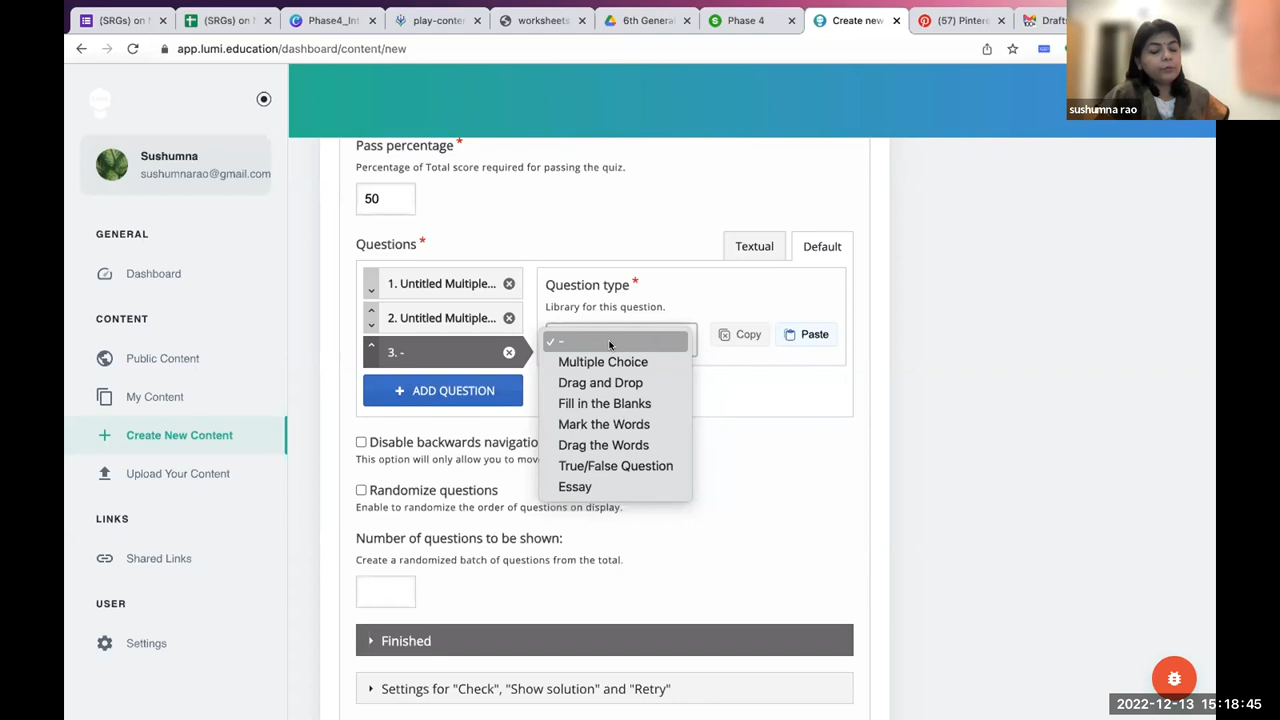 (SRGs) on
(SRGs) on
Phase4_Int
play-conter
worksheets
6th General
Phase 4
Create new
(57) Pintere
Drafts
app.lumi.education/dashboard/content/new
sushumna rao
Sushumna
sushumnarao@gmail.com
GENERAL
Dashboard
CONTENT
Public Content
My Content
Create New Content
Upload Your Content
LINKS
Shared Links
USER
Settings
Pass percentage *
Percentage of Total score required for passing the quiz.
50
Questions *
Textual
Default
1. Untitled Multiple...
2. Untitled Multiple...
3. -
+ ADD QUESTION
Question type *
Library for this question.
✓ -
Multiple Choice
Drag and Drop
Fill in the Blanks
Mark the Words
Drag the Words
True/False Question
Essay
Copy
Paste
Disable backwards navigatio
This option will only allow you to mov
Randomize questions
Enable to randomize the order of questions on display.
Number of questions to be shown:
Create a randomized batch of questions from the total.
Finished
Settings for "Check", "Show solution" and "Retry"
2022-12-13 15:18:45